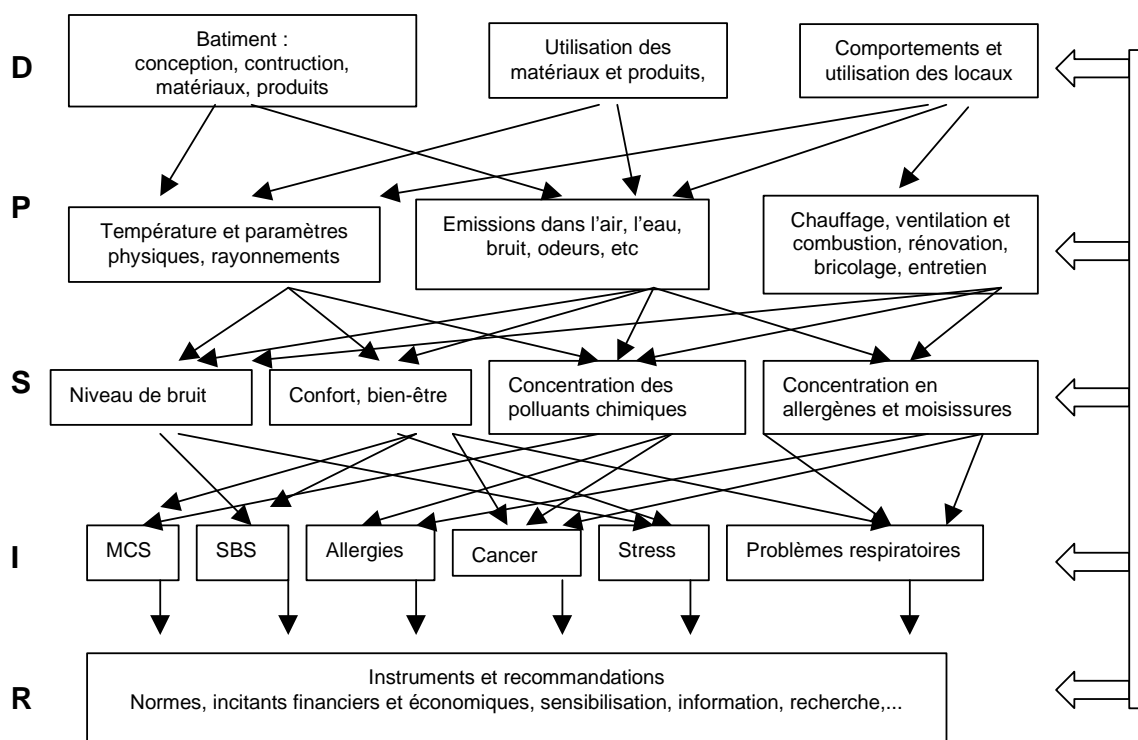 D
Batiment :
conception, contruction,
matériaux, produits
Utilisation des
matériaux et produits,
Comportements et
utilisation des locaux
P
Température et paramètres
physiques, rayonnements
Emissions dans l'air, l'eau,
bruit, odeurs, etc
Chauffage, ventilation et
combustion, rénovation,
bricolage, entretien
S
Niveau de bruit
Confort, bien-être
Concentration des
polluants chimiques
Concentration en
allergènes et moisissures
I
MCS
SBS
Allergies
Cancer
Stress
Problèmes respiratoires
R
Instruments et recommandations
Normes, incitants financiers et économiques, sensibilisation, information, recherche,...